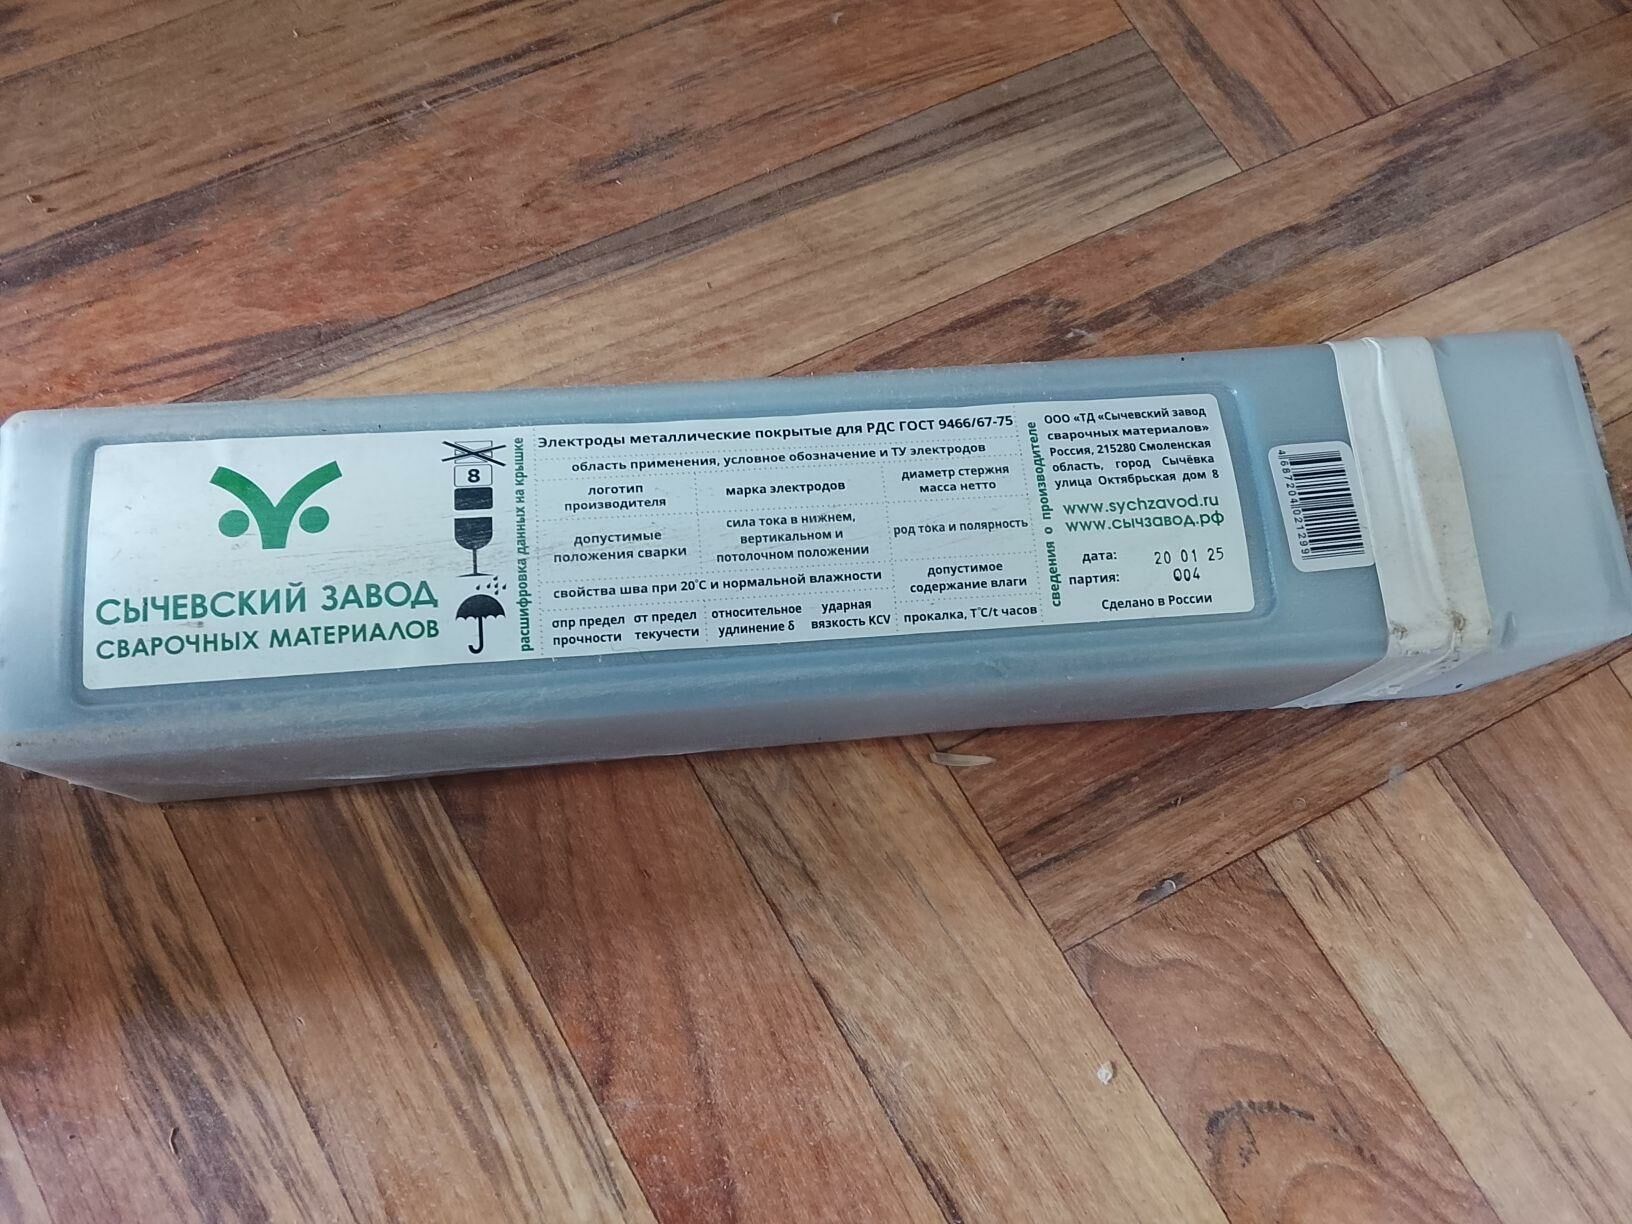 СЫЧЕВСКИЙ ЗАВОД
СВАРОЧНЫХ МАТЕРИАЛОВ
8
расшифровка данных на крышке
Электроды металлические покрытые для РДС ГОСТ 9466/67-75
область применения, условное обозначение и ТУ электродов
логотип
производителя
марка электродов
диаметр стержня
масса нетто
допустимые
положения сварки
сила тока в нижнем,
вертикальном и
потолочном положении
род тока и полярность
свойства шва при 20°С и нормальной влажности
допустимое
содержание влаги
σпр предел
прочности
σт предел
текучести
относительное
удлинение δ
ударная
вязкость KCV
прокалка, Т°С/t часов
сведения о производителе
ООО «ТД «Сычевский завод
сварочных материалов»
Россия, 215280 Смоленская
область, город Сычёвка
улица Октябрьская дом 8
www.sychzavod.ru
www.сычзавод.рф
дата: 20 01 25
партия: 004
Сделано в России
4687204021299